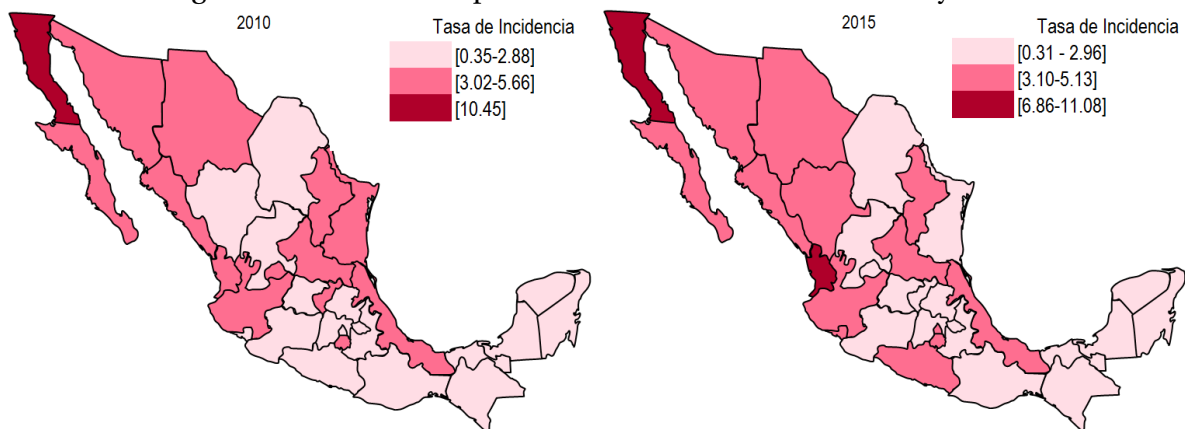 2010
Tasa de Incidencia
[0.35-2.88]
[3.02-5.66]
[10.45]
2015
Tasa de Incidencia
[0.31 - 2.96]
[3.10-5.13]
[6.86-11.08]